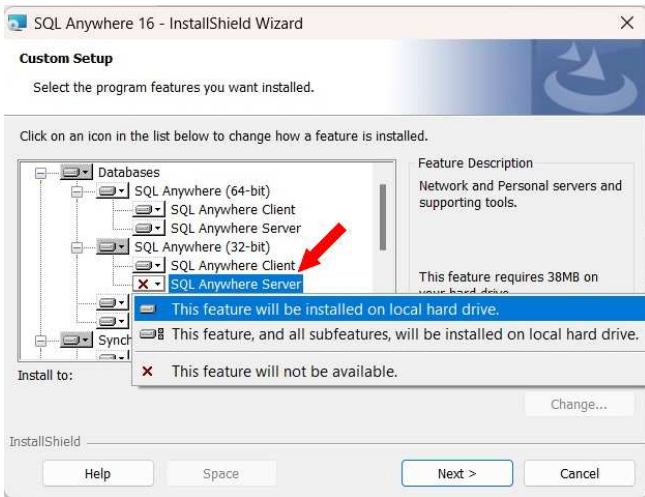 SQL Anywhere 16 - InstallShield Wizard
Custom Setup
Select the program features you want installed.
Click on an icon in the list below to change how a feature is installed.
Databases
SQL Anywhere (64-bit)
SQL Anywhere Client
SQL Anywhere Server
SQL Anywhere (32-bit)
SQL Anywhere Client
SQL Anywhere Server
Feature Description
Network and Personal servers and
supporting tools.
This feature requires 38MB on
your hard drive
This feature will be installed on local hard drive.
This feature, and all subfeatures, will be installed on local hard drive.
This feature will not be available.
Synch
Install to:
Change...
InstallShield
Help
Space
Next >
Cancel